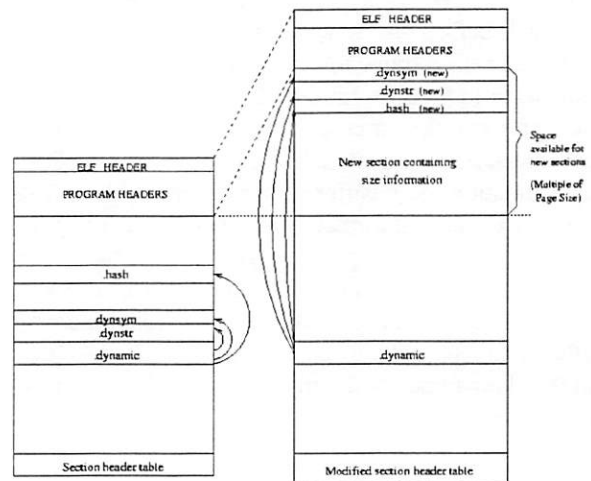 ELF HEADER
PROGRAM HEADERS
.hash
.dynsym
.dynstr
.dynamic
Section header table
ELF HEADER
PROGRAM HEADERS
.dynsym (new)
.dynstr (new)
.hash (new)
New section containing
size information
.dynamic
Modified section header table
Space
available for
new sections
(Multiple of
Page Size)